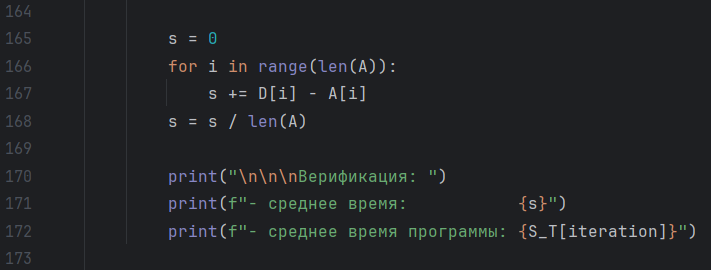 164
165 s = 0
166 for i in range(len(A)):
167 s += D[i] - A[i]
168 s = s / len(A)
169
170 print("\n\n\nВерификация: ")
171 print(f"- среднее время:           {s}")
172 print(f"- среднее время программы: {S_T[iteration]}")
173